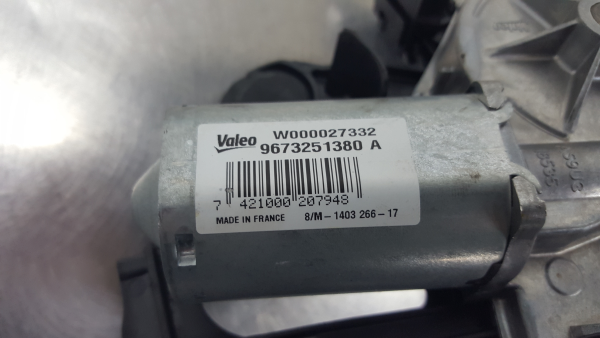 Valeo W000027332
9673251380 A
7 421000 207948
MADE IN FRANCE 8/M-1403 266-17